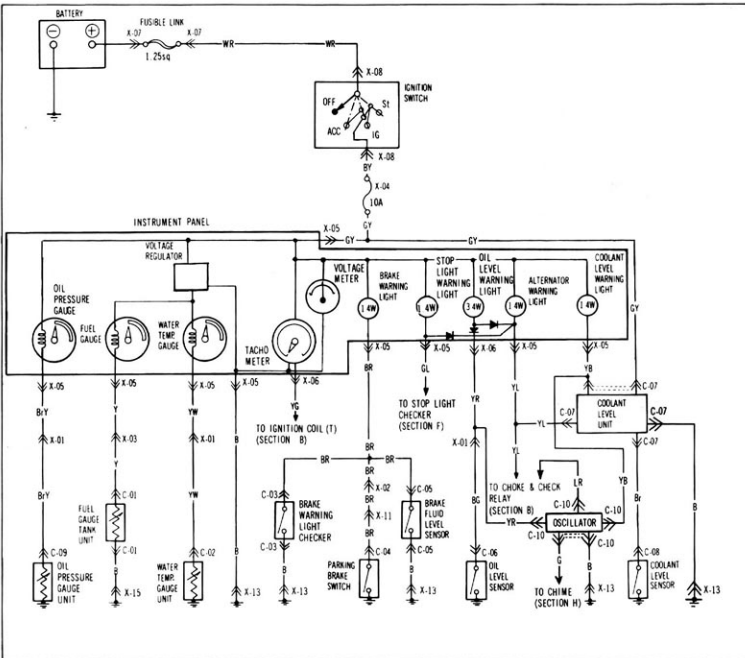 BATTERY
FUSIBLE LINK
X-07
X-07
1.25sq
WR
WR
X-08
IGNITION
SWITCH
OFF
St
ACC
IG
X-08
BY
X-04
10A
GY
INSTRUMENT PANEL
X-05
GY
GY
VOLTAGE
REGULATOR
OIL
PRESSURE
GAUGE
FUEL
GAUGE
WATER
TEMP.
GAUGE
TACHO
METER
VOLTAGE
METER
BRAKE
WARNING
LIGHT
STOP
LIGHT
WARNING
LIGHT
OIL
LEVEL
WARNING
LIGHT
ALTERNATOR
WARNING
LIGHT
COOLANT
LEVEL
WARNING
LIGHT
1.4W
1.4W
3.4W
1.4W
1.4W
GY
X-05
X-05
X-05
X-05
X-06
X-05
X-05
X-06
X-05
X-05
C-07
BrY
Y
YW
B
YG
BR
GL
YR
YL
YB
TO IGNITION COIL (T)
(SECTION B)
TO STOP LIGHT
CHECKER
(SECTION F)
COOLANT
LEVEL
UNIT
YL
C-07
C-07
C-07
X-01
X-03
X-01
X-01
BR
BR
BR
BrY
Y
YW
B
BR
YL
TO CHOKE & CHECK
RELAY
(SECTION B)
LR
YB
Br
B
C-01
FUEL
GAUGE
TANK
UNIT
C-01
C-03
BRAKE
WARNING
LIGHT
CHECKER
C-03
X-02
BR
X-11
BR
C-05
BRAKE
FLUID
LEVEL
SENSOR
C-05
BG
YR
C-10
C-10
OSCILLATOR
C-10
C-10
C-09
OIL
PRESSURE
GAUGE
UNIT
B
X-15
C-02
WATER
TEMP.
GAUGE
UNIT
X-13
B
X-13
C-04
PARKING
BRAKE
SWITCH
B
X-13
C-06
OIL
LEVEL
SENSOR
G
TO CHIME
(SECTION H)
B
X-13
C-08
COOLANT
LEVEL
SENSOR
X-13